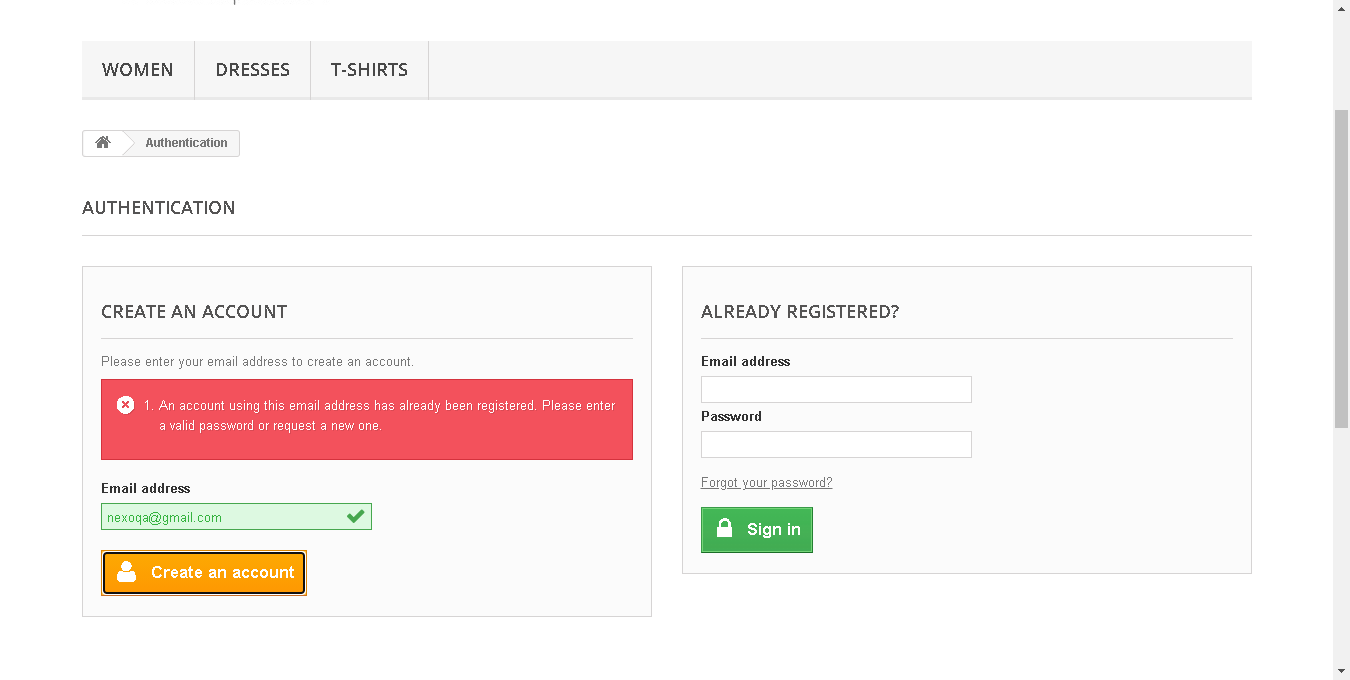 WOMEN
DRESSES
T-SHIRTS
Authentication
AUTHENTICATION
CREATE AN ACCOUNT
Please enter your email address to create an account.
1. An account using this email address has already been registered. Please enter
a valid password or request a new one.
Email address
nexoqa@gmail.com
Create an account
ALREADY REGISTERED?
Email address
Password
Forgot your password?
Sign in